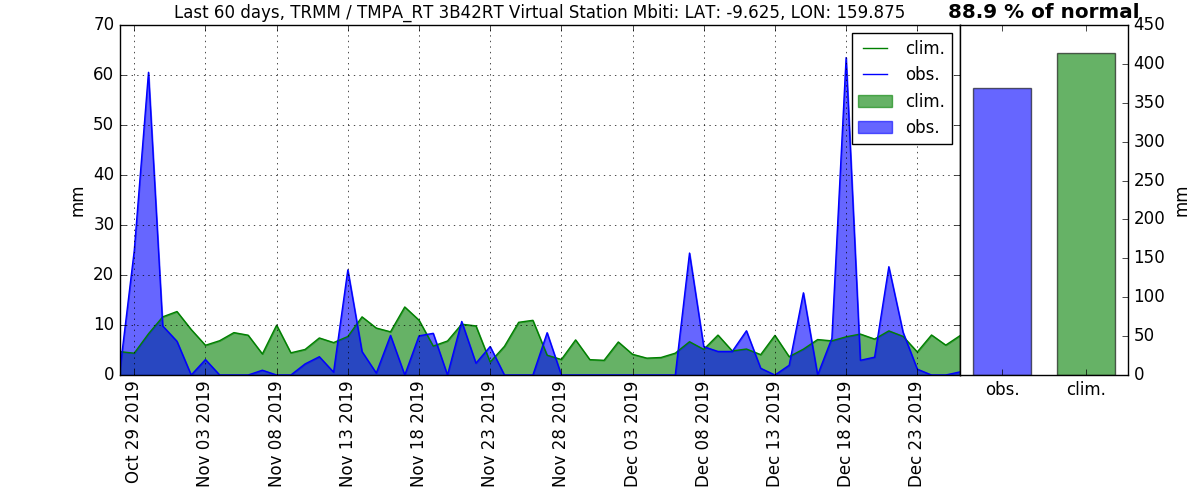 Last 60 days, TRMM / TMPA_RT 3B42RT Virtual Station Mbiti: LAT: -9.625, LON: 159.875
88.9 % of normal
70
60
50
40
30
20
10
0
mm
clim.
obs.
clim.
obs.
450
400
350
300
250
200
150
100
50
0
mm
Oct 29 2019
Nov 03 2019
Nov 08 2019
Nov 13 2019
Nov 18 2019
Nov 23 2019
Nov 28 2019
Dec 3 2019
Dec 08 2019
Dec 13 2019
Dec 18 2019
Dec 23 2019
obs.
clim.